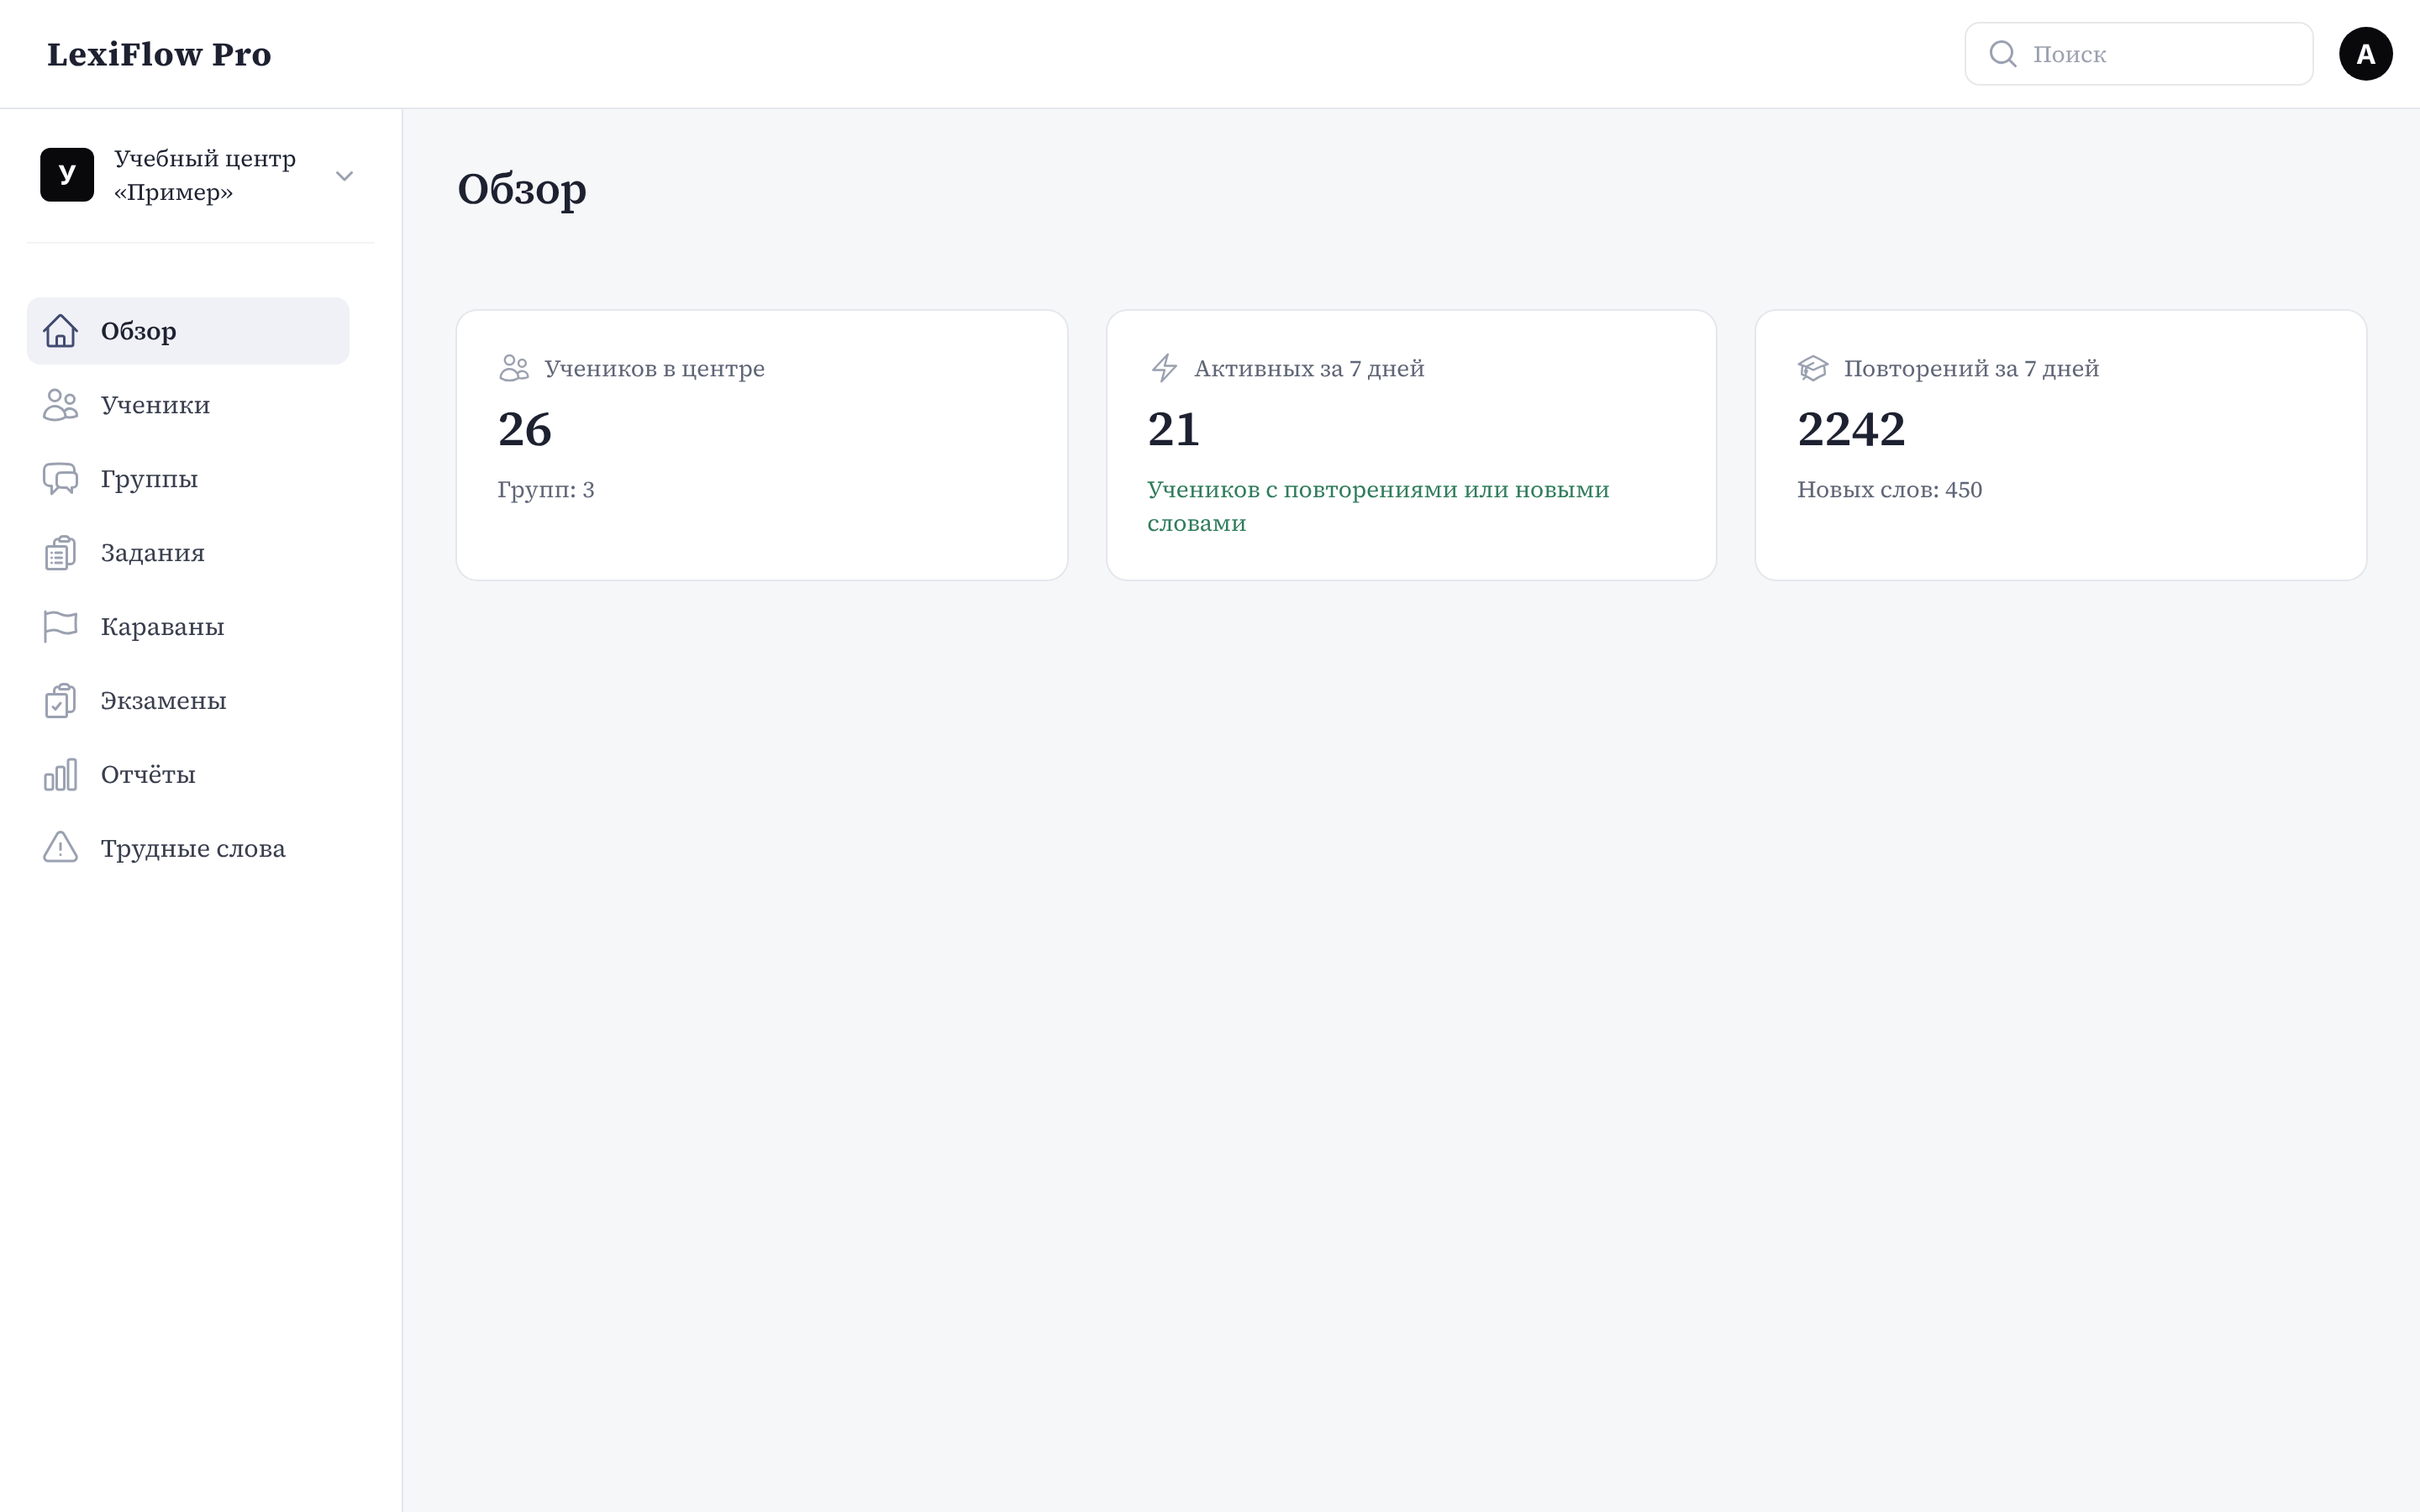 LexiFlow Pro
Поиск
A
У
Учебный центр
«Пример»
Обзор
Ученики
Группы
Задания
Караваны
Экзамены
Отчёты
Трудные слова
Обзор
Учеников в центре
26
Групп: 3
Активных за 7 дней
21
Учеников с повторениями или новыми
словами
Повторений за 7 дней
2242
Новых слов: 450